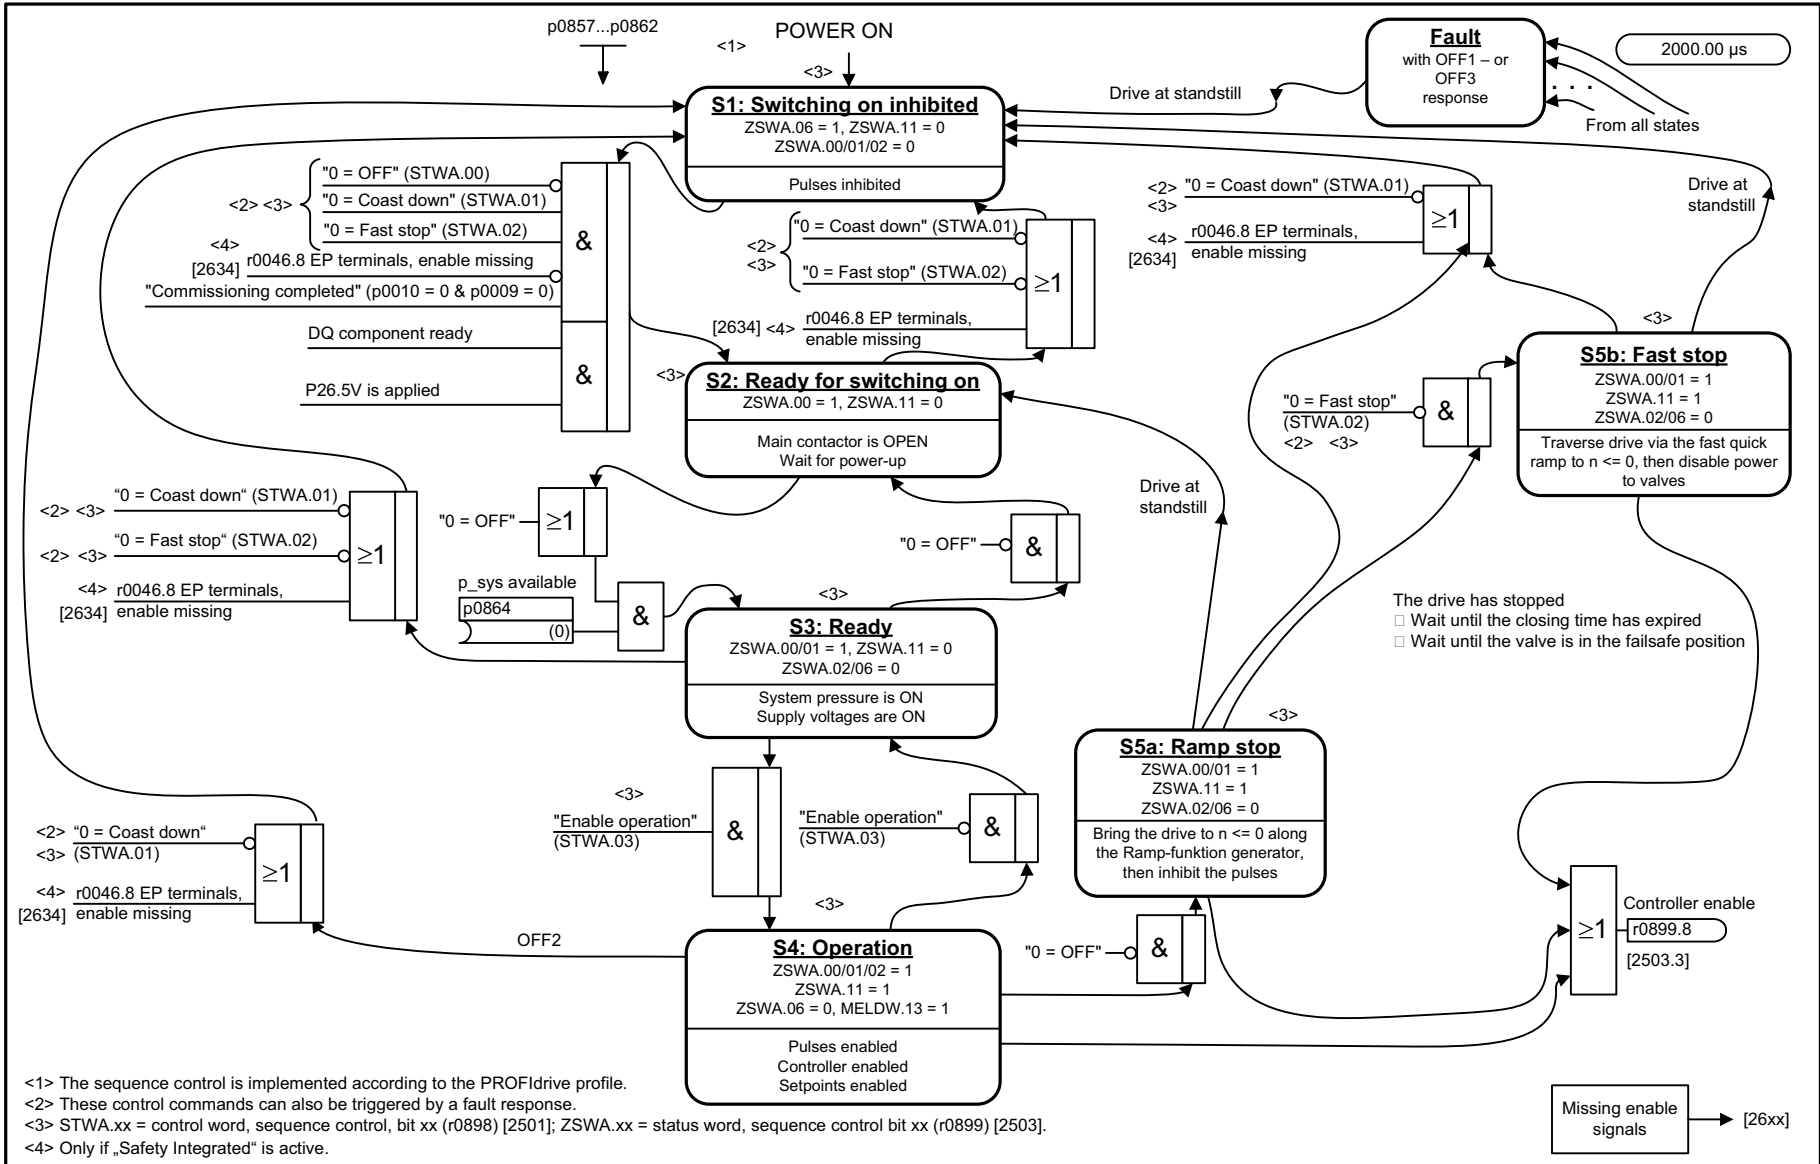 p0857...p0862
<1>
POWER ON
<3>
Fault
with OFF1 – or
OFF3
response
2000.00 µs
. . .
From all states
Drive at standstill
S1: Switching on inhibited
ZSWA.06 = 1, ZSWA.11 = 0
ZSWA.00/01/02 = 0
Pulses inhibited
<2> <3>
"0 = OFF" (STWA.00)
"0 = Coast down" (STWA.01)
"0 = Fast stop" (STWA.02)
<4>
[2634]
r0046.8 EP terminals, enable missing
"Commissioning completed" (p0010 = 0 & p0009 = 0)
DQ component ready
P26.5V is applied
&
&
<2>
<3>
"0 = Coast down" (STWA.01)
"0 = Fast stop" (STWA.02)
[2634] <4>
r0046.8 EP terminals,
enable missing
≥1
<2>
<3>
"0 = Coast down" (STWA.01)
<4>
[2634]
r0046.8 EP terminals,
enable missing
≥1
Drive at
standstill
<3>
S2: Ready for switching on
ZSWA.00 = 1, ZSWA.11 = 0
Main contactor is OPEN
Wait for power-up
<3>
S5b: Fast stop
ZSWA.00/01 = 1
ZSWA.11 = 1
ZSWA.02/06 = 0
Traverse drive via the fast quick
ramp to n <= 0, then disable power
to valves
"0 = Fast stop"
(STWA.02)
<2> <3>
&
<2> <3>
“0 = Coast down“ (STWA.01)
<2> <3>
“0 = Fast stop“ (STWA.02)
<4>
[2634]
r0046.8 EP terminals,
enable missing
≥1
"0 = OFF"
≥1
"0 = OFF"
&
Drive at
standstill
p_sys available
p0864
(0)
&
<3>
S3: Ready
ZSWA.00/01 = 1, ZSWA.11 = 0
ZSWA.02/06 = 0
System pressure is ON
Supply voltages are ON
The drive has stopped
□ Wait until the closing time has expired
□ Wait until the valve is in the failsafe position
<3>
S5a: Ramp stop
ZSWA.00/01 = 1
ZSWA.11 = 1
ZSWA.02/06 = 0
Bring the drive to n <= 0 along
the Ramp-funktion generator,
then inhibit the pulses
<3>
"Enable operation"
(STWA.03)
&
"Enable operation"
(STWA.03)
&
<2>
<3>
“0 = Coast down“
(STWA.01)
<4>
[2634]
r0046.8 EP terminals,
enable missing
≥1
OFF2
<3>
S4: Operation
ZSWA.00/01/02 = 1
ZSWA.11 = 1
ZSWA.06 = 0, MELDW.13 = 1
Pulses enabled
Controller enabled
Setpoints enabled
"0 = OFF"
&
≥1
Controller enable
r0899.8
[2503.3]
<1> The sequence control is implemented according to the PROFIdrive profile.
<2> These control commands can also be triggered by a fault response.
<3> STWA.xx = control word, sequence control, bit xx (r0898) [2501]; ZSWA.xx = status word, sequence control bit xx (r0899) [2503].
<4> Only if „Safety Integrated“ is active.
Missing enable
signals
[26xx]